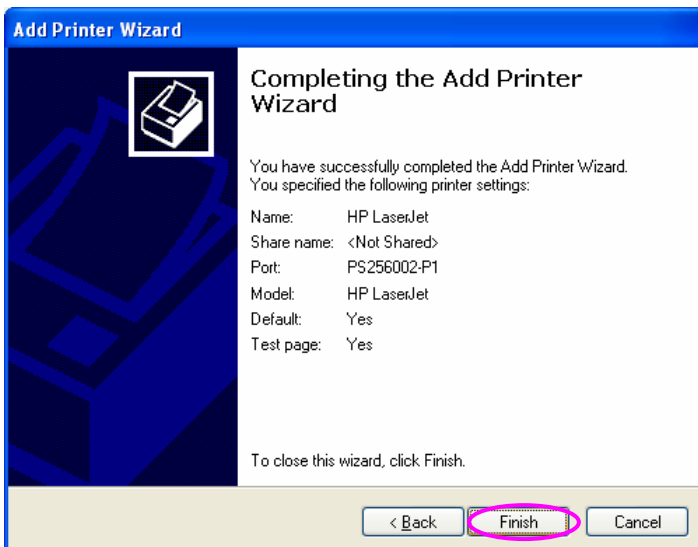 Add Printer Wizard
Completing the Add Printer
Wizard
You have successfully completed the Add Printer Wizard.
You specified the following printer settings:
Name: HP LaserJet
Share name: <Not Shared>
Port: PS256002-P1
Model: HP LaserJet
Default: Yes
Test page: Yes
To close this wizard, click Finish.
< Back Finish Cancel